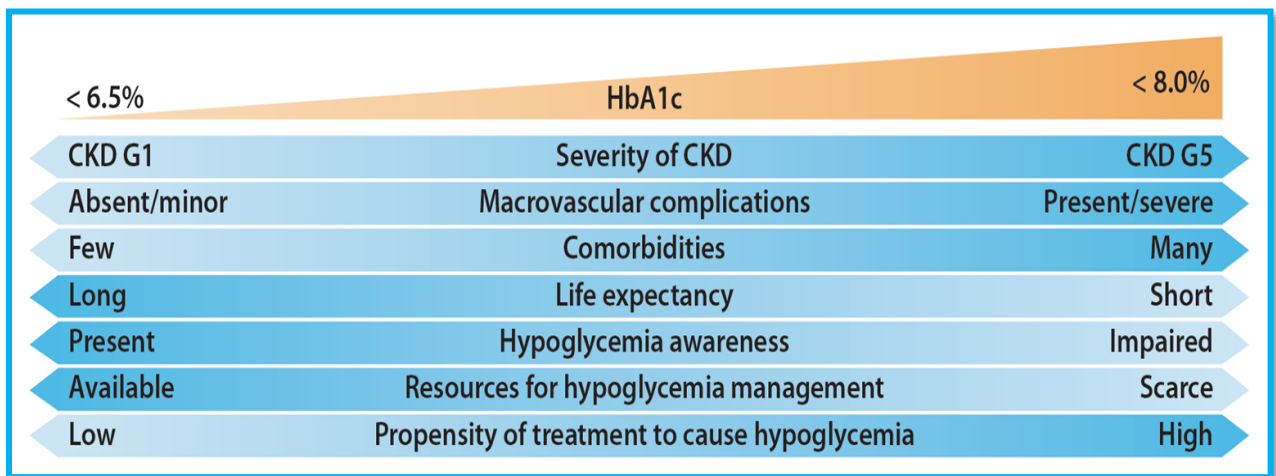 < 6.5% HbA1c < 8.0%
CKD G1 Severity of CKD CKD G5
Absent/minor Macrovascular complications Present/severe
Few Comorbidities Many
Long Life expectancy Short
Present Hypoglycemia awareness Impaired
Available Resources for hypoglycemia management Scarce
Low Propensity of treatment to cause hypoglycemia High